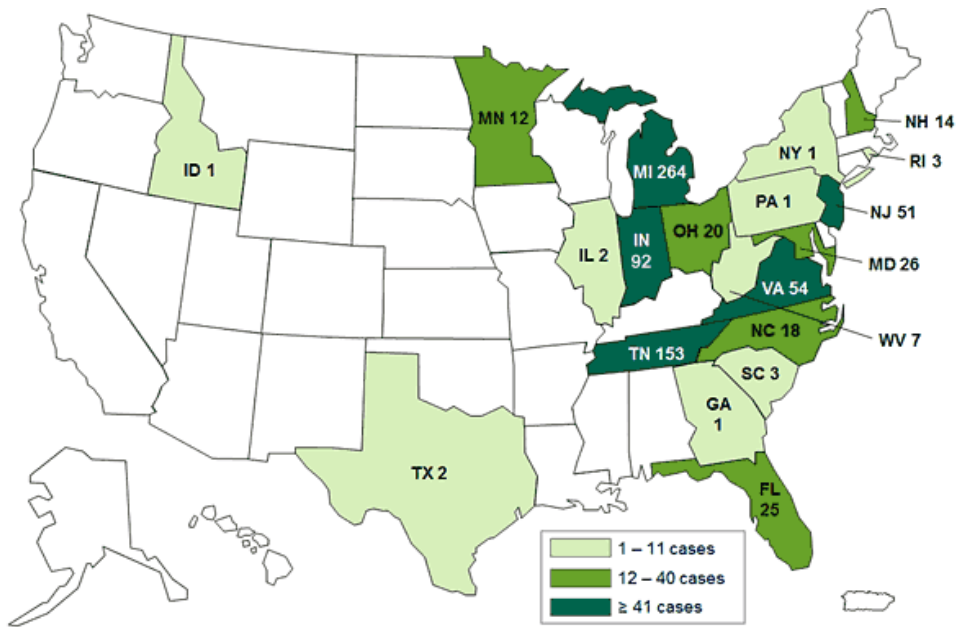 MN 12
NH 14
ID 1
MI 264
NY 1
RI 3
PA 1
NJ 51
IL 2
IN
92
OH 20
MD 26
VA 54
WV 7
NC 18
TN 153
SC 3
GA
1
TX 2
FL
25
1 – 11 cases
12 – 40 cases
≥ 41 cases